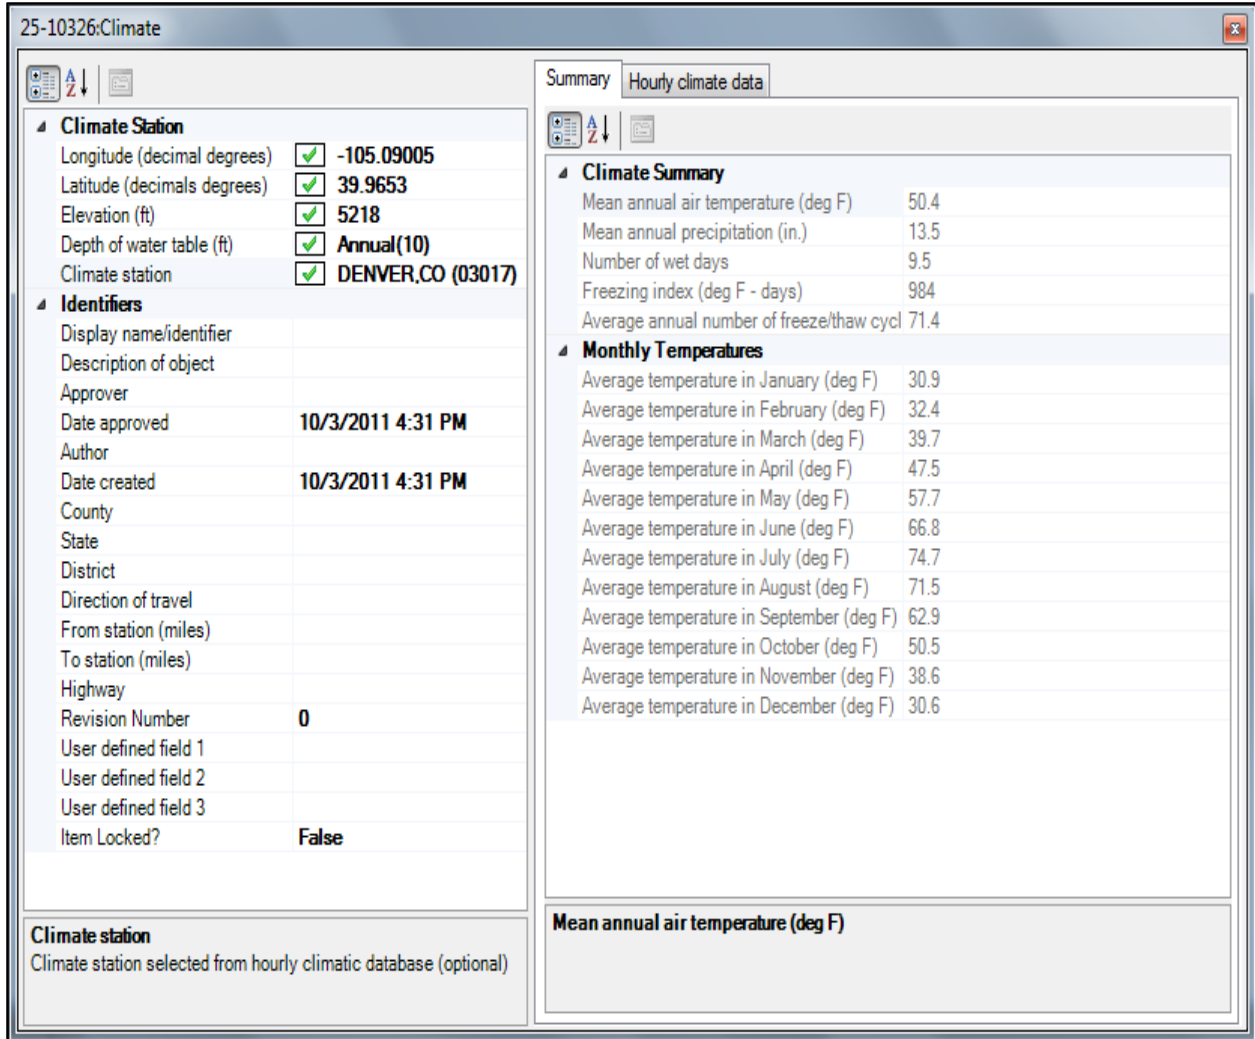 25-10326:Climate
Climate Station
Longitude (decimal degrees) -105.09005
Latitude (decimals degrees) 39.9653
Elevation (ft) 5218
Depth of water table (ft) Annual(10)
Climate station DENVER,CO (03017)
Identifiers
Display name/identifier
Description of object
Approver
Date approved 10/3/2011 4:31 PM
Author
Date created 10/3/2011 4:31 PM
County
State
District
Direction of travel
From station (miles)
To station (miles)
Highway
Revision Number 0
User defined field 1
User defined field 2
User defined field 3
Item Locked? False
Climate station
Climate station selected from hourly climatic database (optional)
Summary Hourly climate data
Climate Summary
Mean annual air temperature (deg F) 50.4
Mean annual precipitation (in.) 13.5
Number of wet days 9.5
Freezing index (deg F - days) 984
Average annual number of freeze/thaw cycl 71.4
Monthly Temperatures
Average temperature in January (deg F) 30.9
Average temperature in February (deg F) 32.4
Average temperature in March (deg F) 39.7
Average temperature in April (deg F) 47.5
Average temperature in May (deg F) 57.7
Average temperature in June (deg F) 66.8
Average temperature in July (deg F) 74.7
Average temperature in August (deg F) 71.5
Average temperature in September (deg F) 62.9
Average temperature in October (deg F) 50.5
Average temperature in November (deg F) 38.6
Average temperature in December (deg F) 30.6
Mean annual air temperature (deg F)